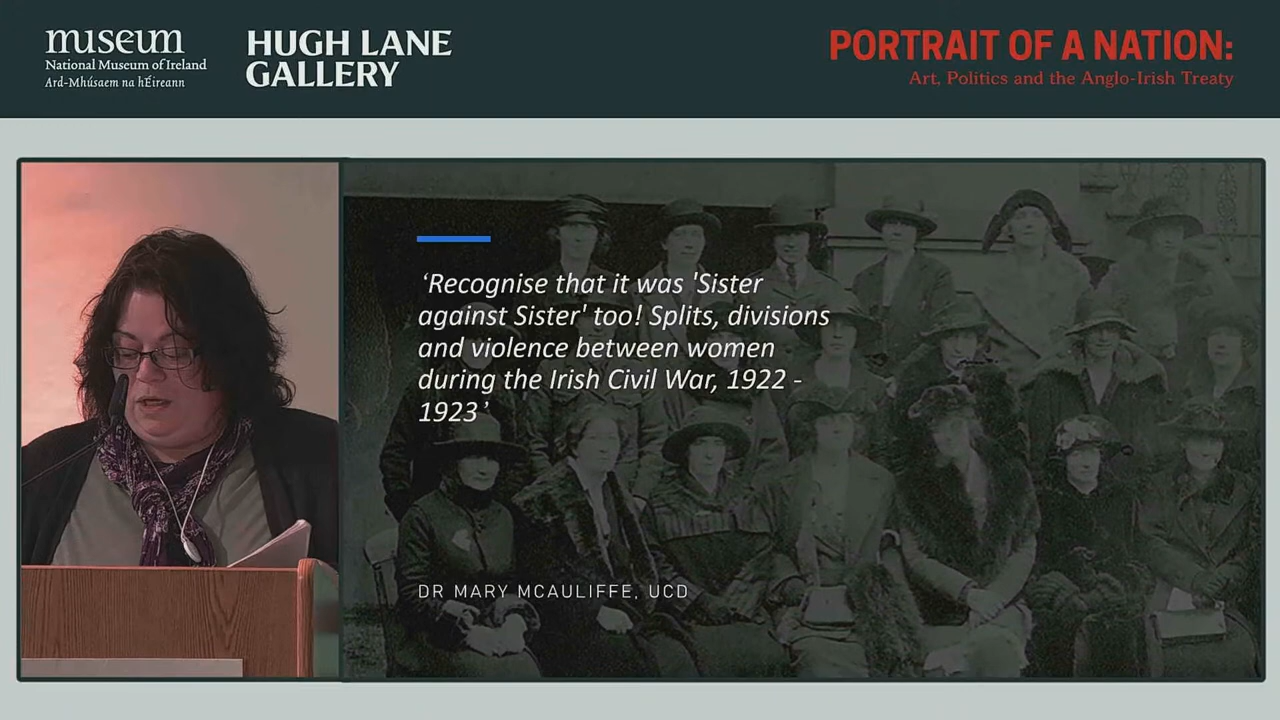 museum
National Museum of Ireland
Ard-Mhúsaem na hÉireann
HUGH LANE
GALLERY
PORTRAIT OF A NATION:
Art, Politics and the Anglo-Irish Treaty
‘Recognise that it was 'Sister
against Sister' too! Splits, divisions
and violence between women
during the Irish Civil War, 1922 -
1923’
DR MARY MCAULIFFE, UCD